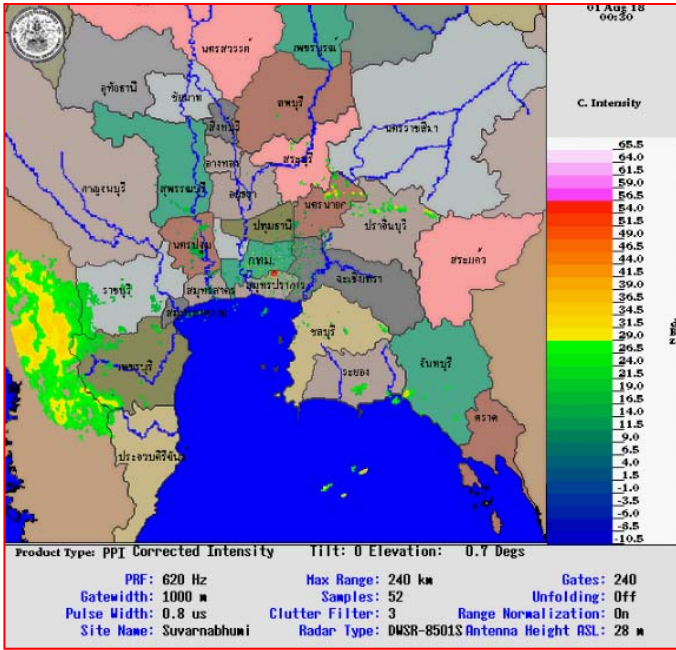 01 Aug 18
00:30
C. Intensity
นครสวรรค์
เพชรบูรณ์
อุทัยธานี
ชัยนาท
ลพบุรี
สิงห์บุรี
นครราชสีมา
อ่างทอง
สระบุรี
กาญจนบุรี
สุพรรณบุรี
อยุธยา
นครนายก
ปราจีนบุรี
ปทุมธานี
นครปฐม
กทม.
สระแก้ว
ราชบุรี
สมุทรสาคร
สมุทรปราการ
ฉะเชิงเทรา
ชลบุรี
เพชรบุรี
ระยอง
จันทบุรี
ตราด
ประจวบคีรีขันธ์
65.5
64.0
61.5
59.0
56.5
54.0
51.5
49.0
46.5
44.0
41.5
39.0
36.5
34.0
31.5
29.0
26.5
24.0
21.5
19.0
16.5
14.0
11.5
9.0
6.5
4.0
1.5
-1.0
-3.5
-6.0
-8.5
-10.5
Product Type: PPI Corrected Intensity Tilt: 0 Elevation: 0.7 Degs
PRF: 620 Hz Max Range: 240 km Gates: 240
Gatewidth: 1000 m Samples: 52 Unfolding: Off
Pulse Width: 0.8 us Clutter Filter: 3 Range Normalization: On
Site Name: Suvarnabhumi Radar Type: DWSR-8501S Antenna Height ASL: 28 m